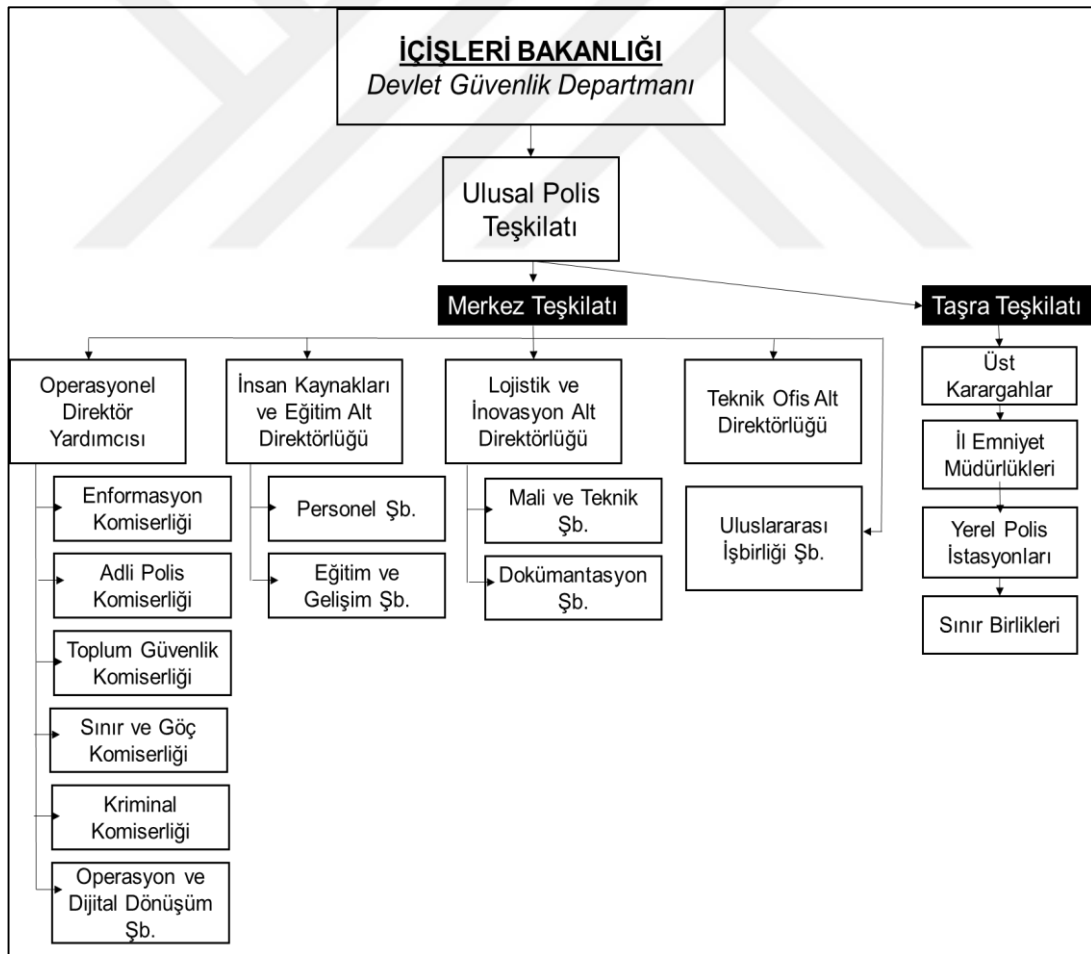 İÇİŞLERİ BAKANLIĞI
Devlet Güvenlik Departmanı
Ulusal Polis
Teşkilatı
Merkez Teşkilatı
Taşra Teşkilatı
Operasyonel
Direktör
Yardımcısı
Enformasyon
Komiserliği
Adli Polis
Komiserliği
Toplum Güvenlik
Komiserliği
Sınır ve Göç
Komiserliği
Kriminal
Komiserliği
Operasyon ve
Dijital Dönüşüm
Şb.
İnsan Kaynakları
ve Eğitim Alt
Direktörlüğü
Personel Şb.
Eğitim ve
Gelişim Şb.
Lojistik ve
İnovasyon Alt
Direktörlüğü
Mali ve Teknik
Şb.
Dokümantasyon
Şb.
Teknik Ofis Alt
Direktörlüğü
Uluslararası
İşbirliği Şb.
Üst
Karargahlar
İl Emniyet
Müdürlükleri
Yerel Polis
İstasyonları
Sınır Birlikleri